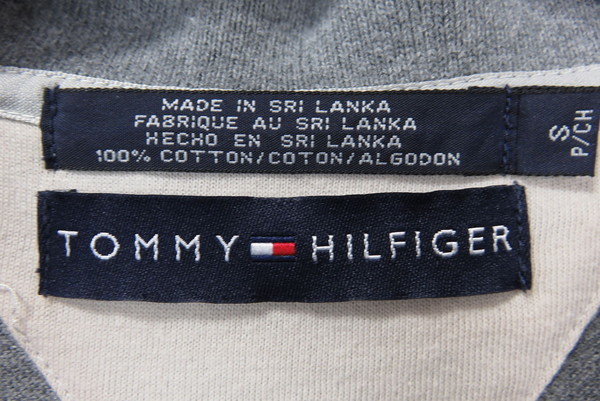 MADE IN SRI LANKA
FABRIQUE AU SRI LANKA
HECHO EN SRI LANKA
100% COTTON/COTON/ALGODON
S
P/CH
TOMMY HILFIGER